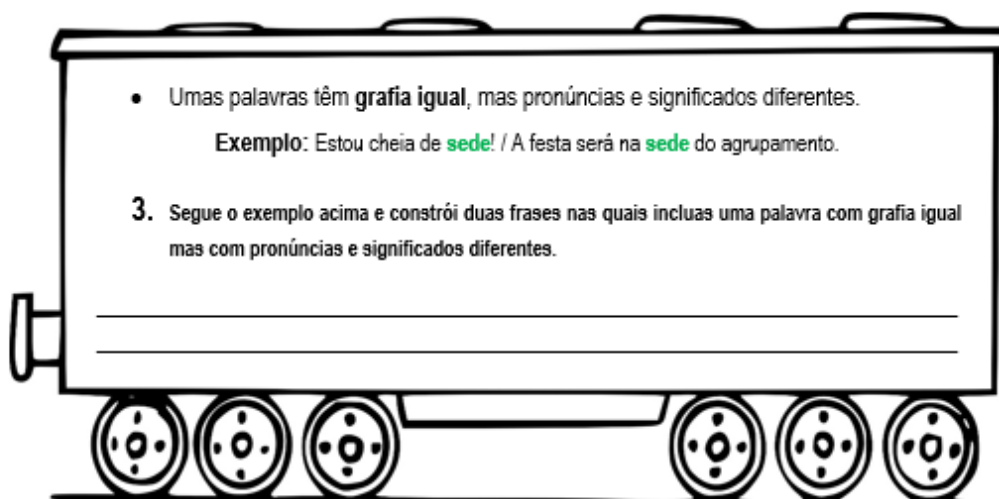 • Umas palavras têm grafia igual, mas pronúncias e significados diferentes.
Exemplo: Estou cheia de sede! / A festa será na sede do agrupamento.
3. Segue o exemplo acima e constrói duas frases nas quais incluas uma palavra com grafia igual
mas com pronúncias e significados diferentes.